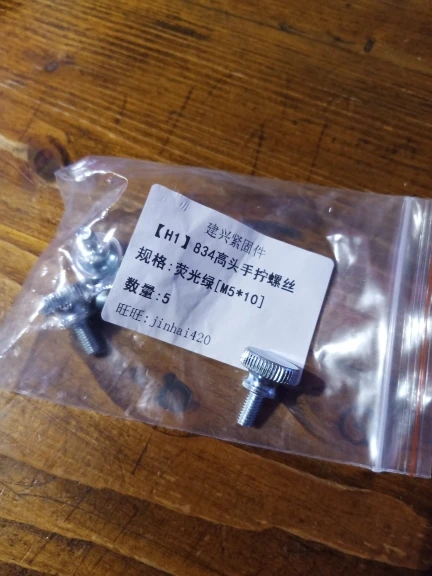 建兴紧固件
【H1】834高头手拧螺丝
规格:荧光绿[M5*10]
数量:5
旺旺:jinhai420